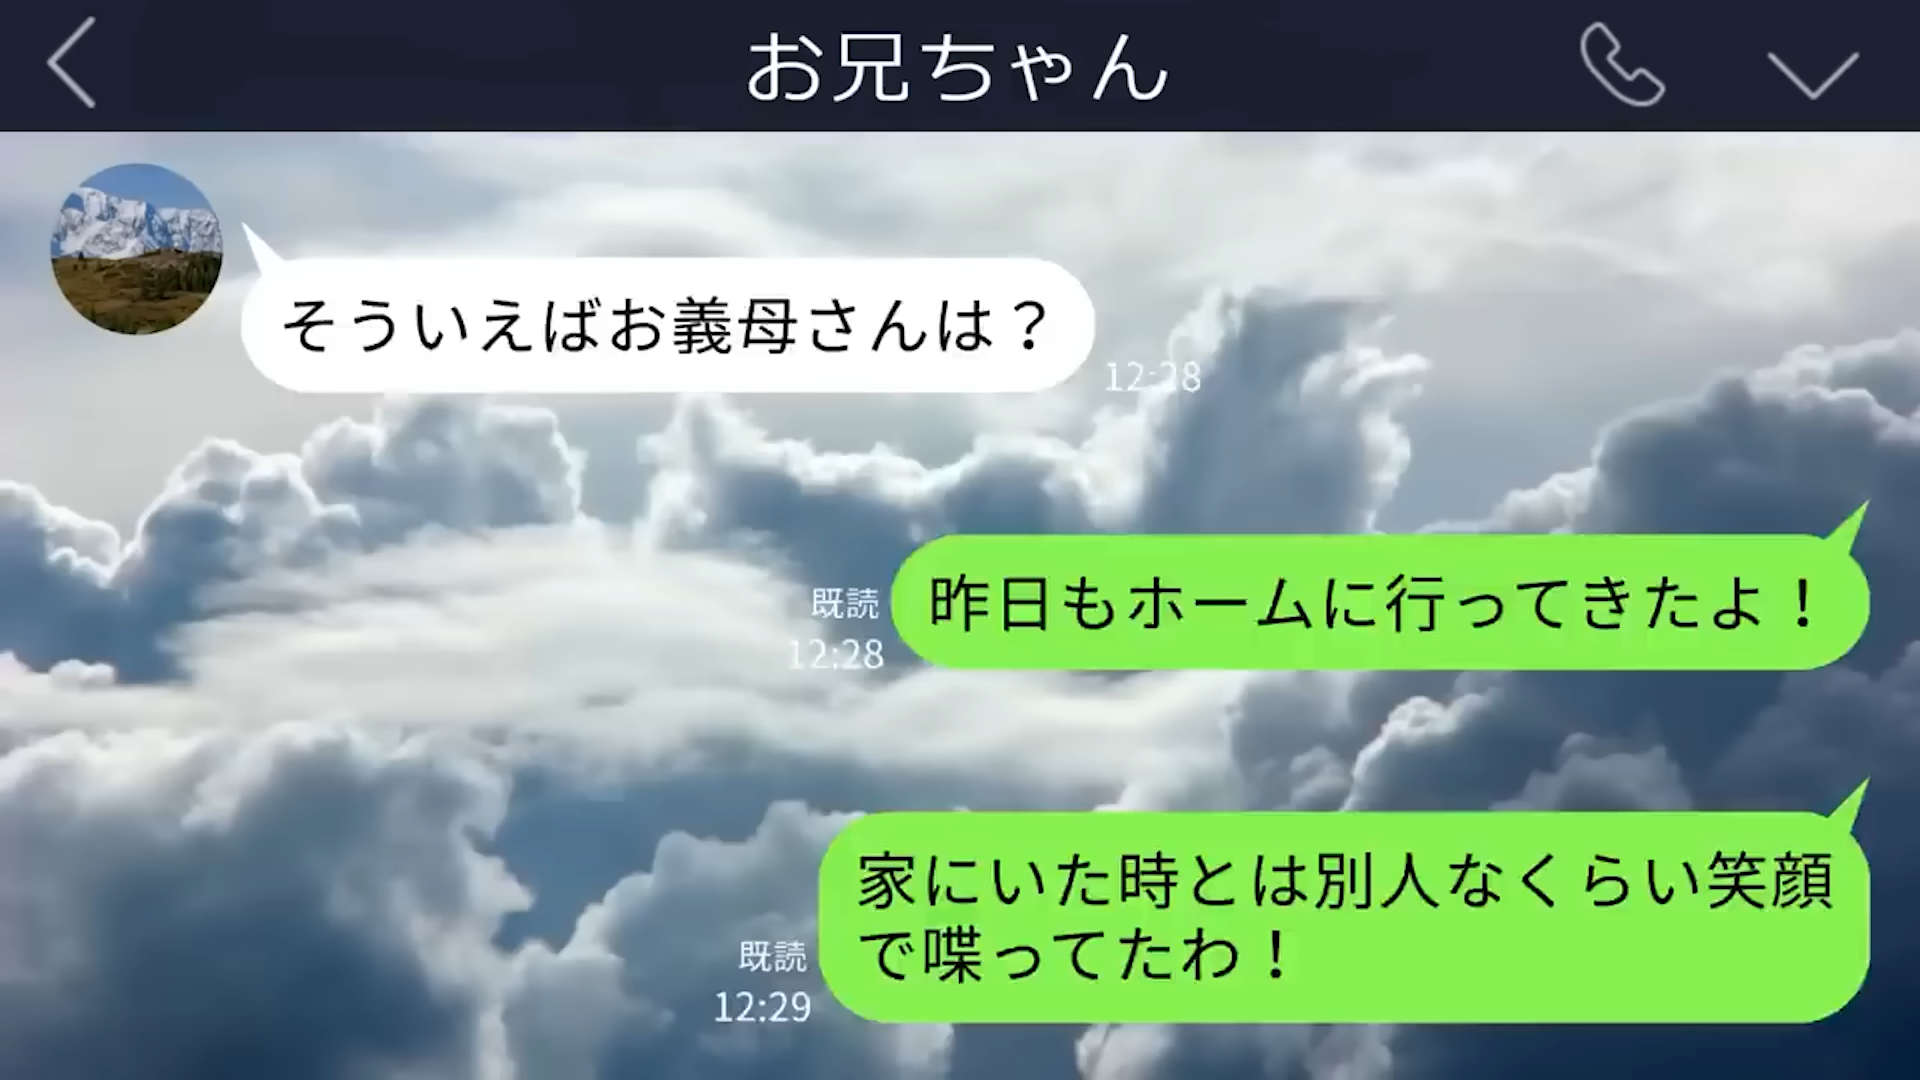 お兄ちゃん
そういえばお義母さんは？
12:28
昨日もホームに行ってきたよ！
既読
12:28
家にいた時とは別人なくらい笑顔
で喋ってたわ！
既読
12:29